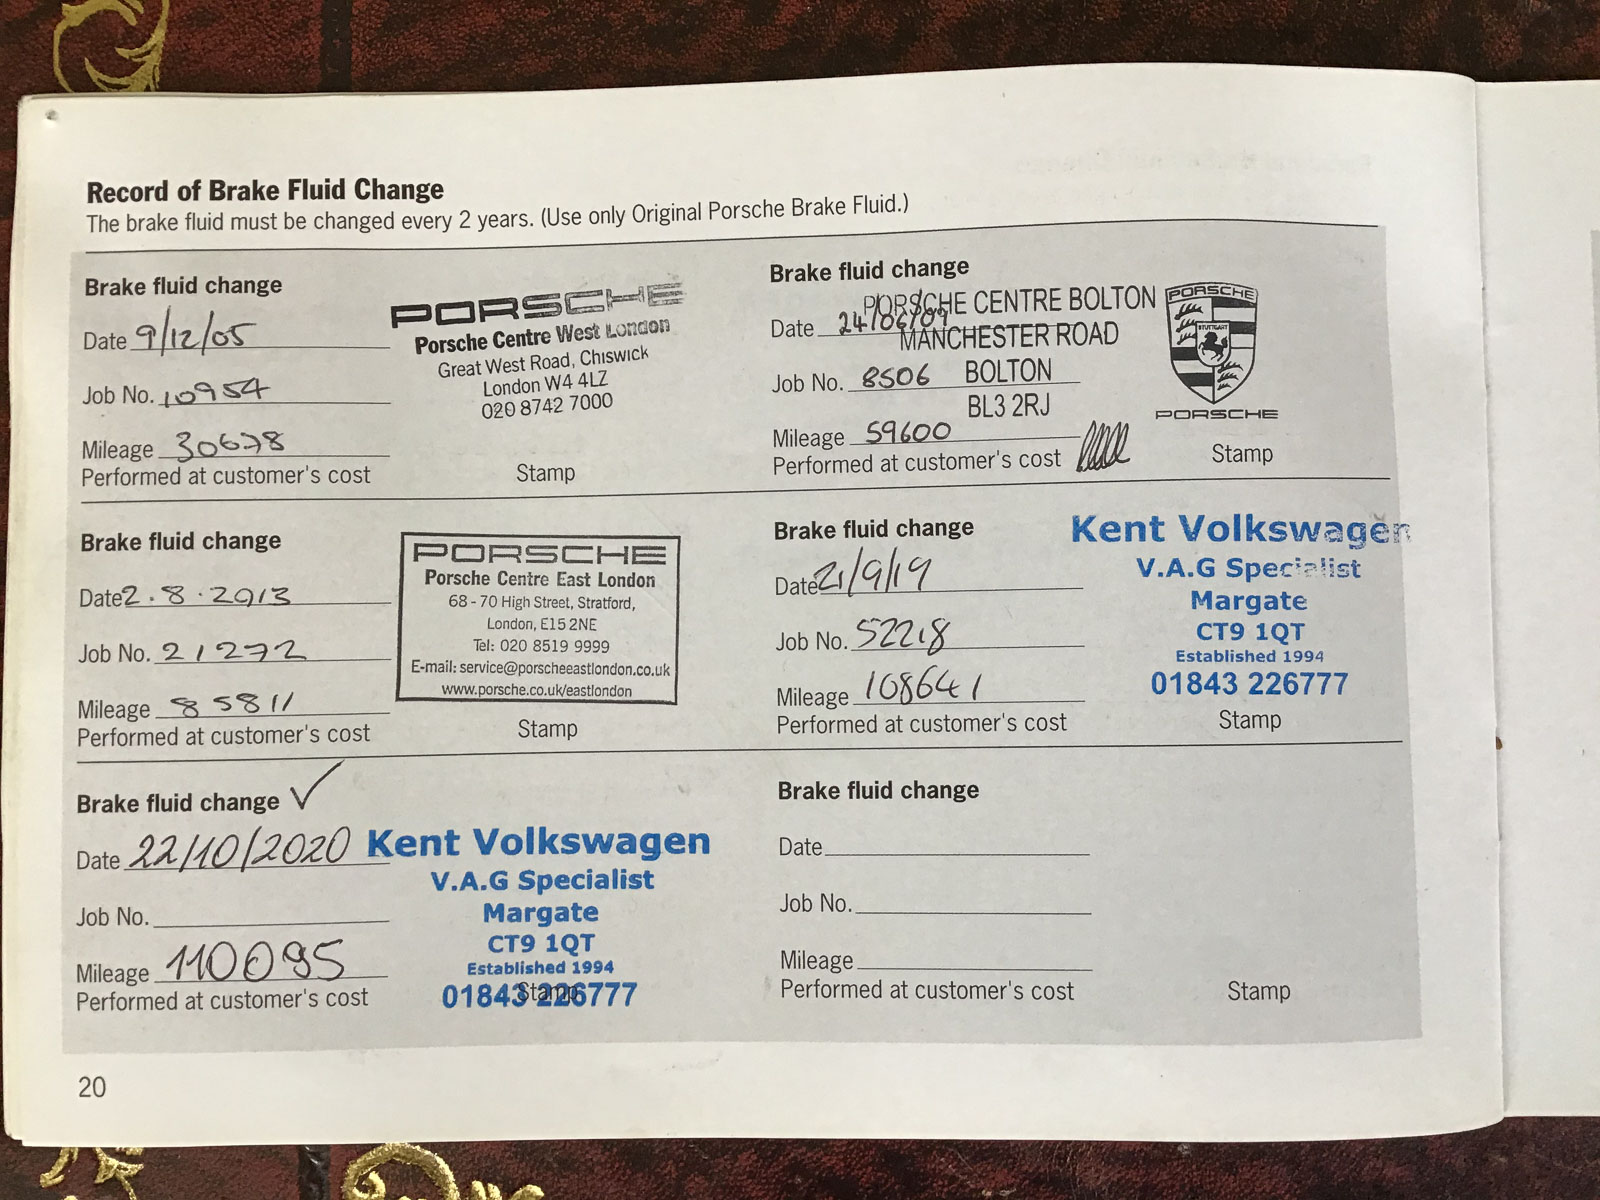 Record of Brake Fluid Change
The brake fluid must be changed every 2 years. (Use only Original Porsche Brake Fluid.)
Brake fluid change
Date 9/12/05
Job No. 10954
Mileage 30678
Performed at customer's cost
PORSCHE
Porsche Centre West London
Great West Road, Chiswick
London W4 4LZ
020 8742 7000
Stamp
Brake fluid change
Date 24/06/09
Job No. 8506
Mileage 59600
Performed at customer's cost
PORSCHE CENTRE BOLTON
MANCHESTER ROAD
BOLTON
BL3 2RJ
PORSCHE
STUTTGART
PORSCHE
Stamp
Brake fluid change
Date 2.8.2013
Job No. 21272
Mileage 85811
Performed at customer's cost
PORSCHE
Porsche Centre East London
68 - 70 High Street, Stratford,
London, E15 2NE
Tel: 020 8519 9999
E-mail: service@porscheeastlondon.co.uk
www.porsche.co.uk/eastlondon
Stamp
Brake fluid change
Date 21/9/19
Job No. 52218
Mileage 108641
Performed at customer's cost
Kent Volkswagen
V.A.G Specialist
Margate
CT9 1QT
Established 1994
01843 226777
Stamp
Brake fluid change ✓
Date 22/10/2020
Job No.
Mileage 110095
Performed at customer's cost
Kent Volkswagen
V.A.G Specialist
Margate
CT9 1QT
Established 1994
01843 226777
Stamp
Brake fluid change
Date
Job No.
Mileage
Performed at customer's cost
Stamp
20